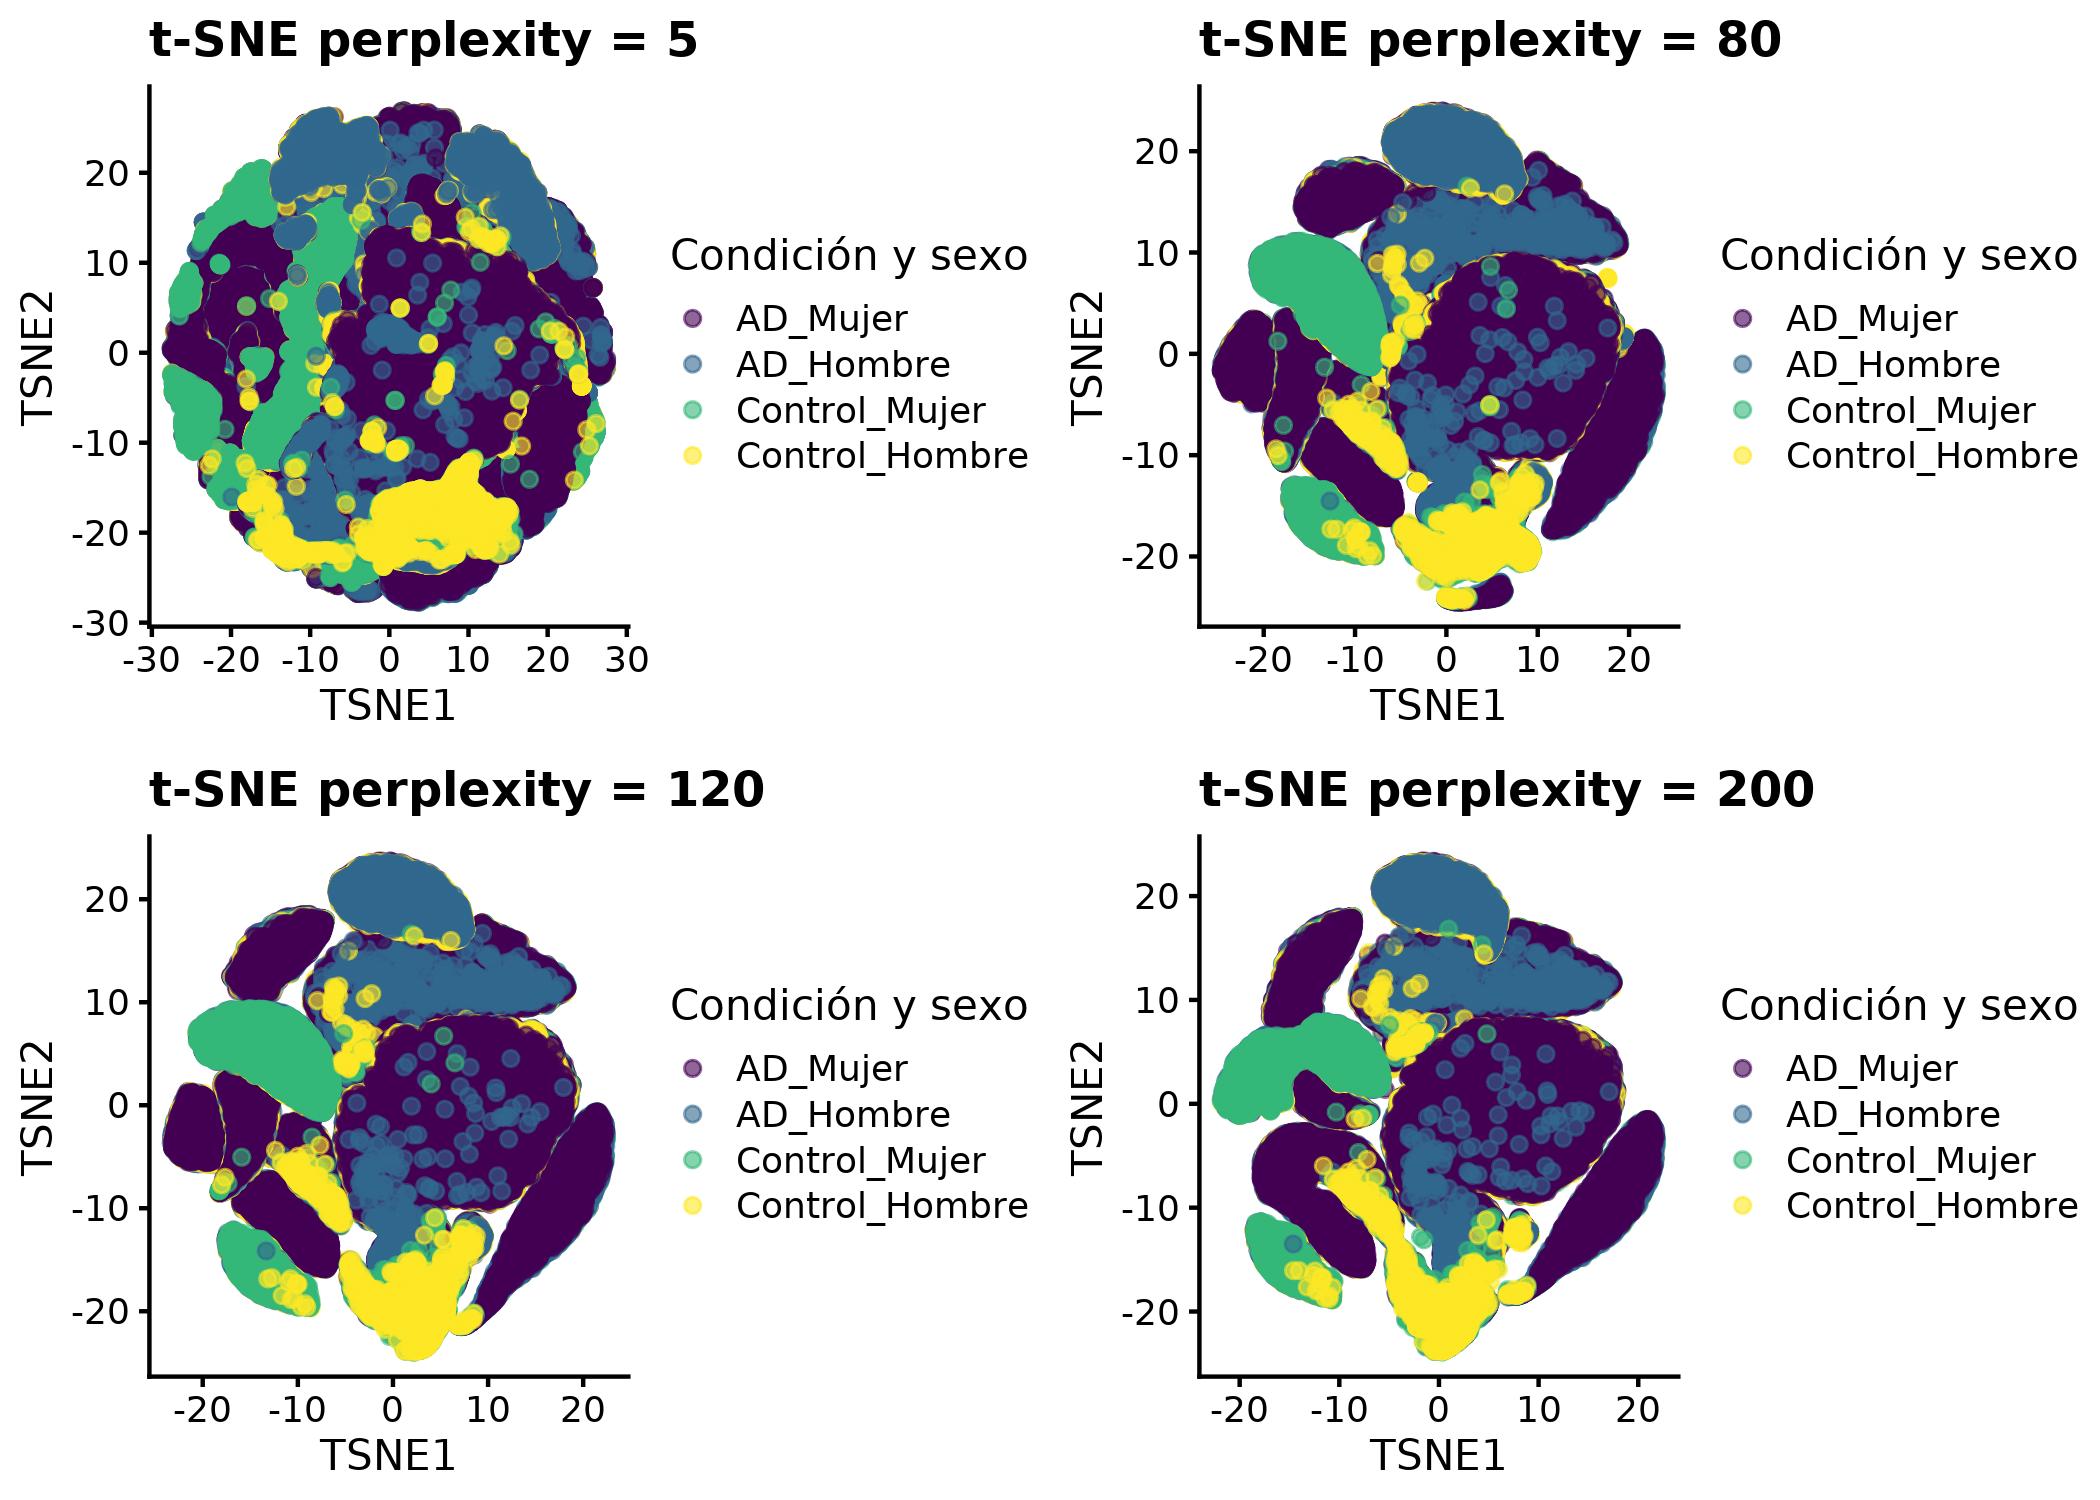 t-SNE perplexity = 5
TSNE2
20
10
0
-10
-20
-30
-30 -20 -10 0 10 20 30
TSNE1
Condición y sexo
AD_Mujer
AD_Hombre
Control_Mujer
Control_Hombre
t-SNE perplexity = 80
TSNE2
20
10
0
-10
-20
-20 -10 0 10 20
TSNE1
Condición y sexo
AD_Mujer
AD_Hombre
Control_Mujer
Control_Hombre
t-SNE perplexity = 120
TSNE2
20
10
0
-10
-20
-20 -10 0 10 20
TSNE1
Condición y sexo
AD_Mujer
AD_Hombre
Control_Mujer
Control_Hombre
t-SNE perplexity = 200
TSNE2
20
10
0
-10
-20
-20 -10 0 10 20
TSNE1
Condición y sexo
AD_Mujer
AD_Hombre
Control_Mujer
Control_Hombre